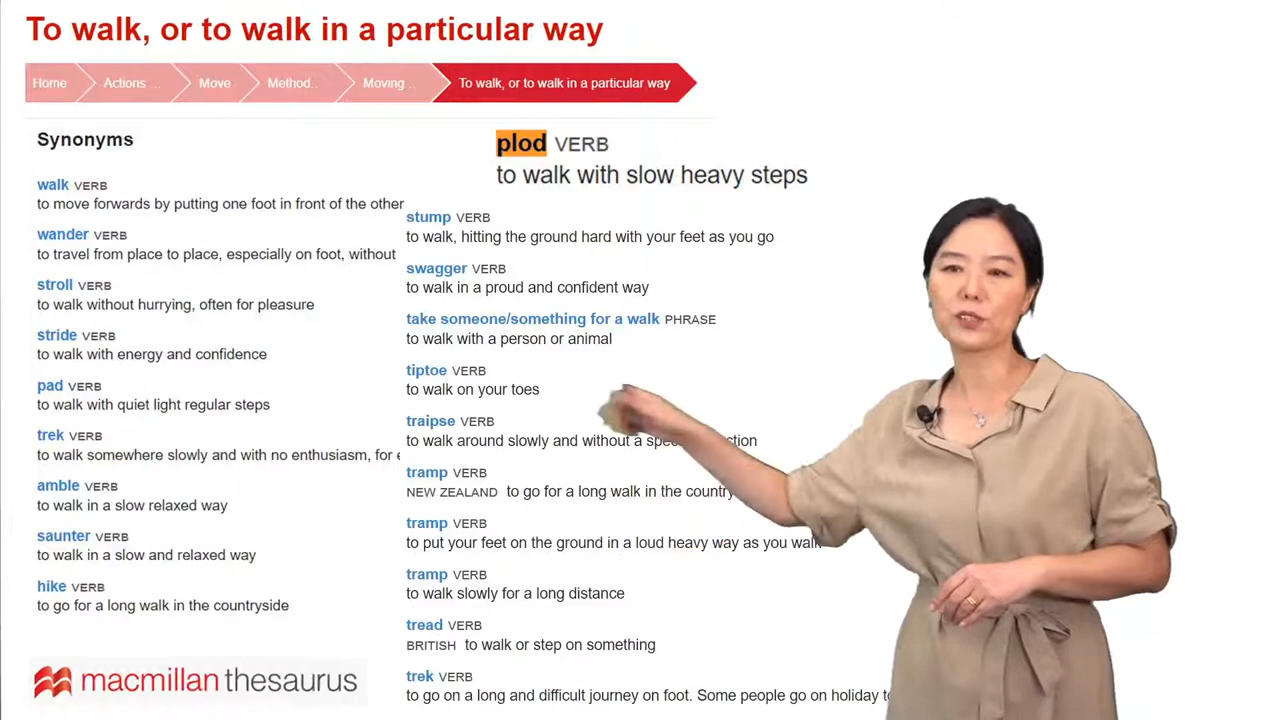 To walk, or to walk in a particular way
Home
Actions ...
Move
Method..
Moving ..
To walk, or to walk in a particular way
Synonyms
walk VERB
to move forwards by putting one foot in front of the other
wander VERB
to travel from place to place, especially on foot, without
stroll VERB
to walk without hurrying, often for pleasure
stride VERB
to walk with energy and confidence
pad VERB
to walk with quiet light regular steps
trek VERB
to walk somewhere slowly and with no enthusiasm, for
amble VERB
to walk in a slow relaxed way
saunter VERB
to walk in a slow and relaxed way
hike VERB
to go for a long walk in the countryside
macmillan thesaurus
plod VERB
to walk with slow heavy steps
stump VERB
to walk, hitting the ground hard with your feet as you go
swagger VERB
to walk in a proud and confident way
take someone/something for a walk PHRASE
to walk with a person or animal
tiptoe VERB
to walk on your toes
traipse VERB
to walk around slowly and without a
tramp VERB
NEW ZEALAND to go for a long walk in the country
tramp VERB
to put your feet on the ground in a loud heavy way as you walk
tramp VERB
to walk slowly for a long distance
tread VERB
BRITISH to walk or step on something
trek VERB
to go on a long and difficult journey on foot. Some people go on holiday